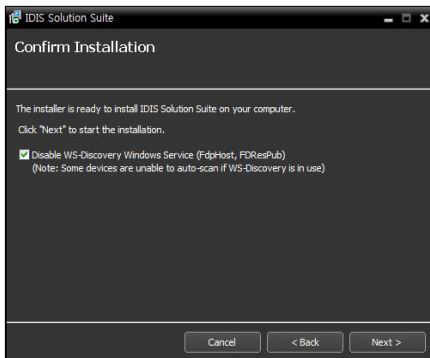 IDIS Solution Suite
Confirm Installation
The installer is ready to install IDIS Solution Suite on your computer.
Click "Next" to start the installation.
Disable WS-Discovery Windows Service (FdpHost, FDResPub)
(Note: Some devices are unable to auto-scan if WS-Discovery is in use)
Cancel
< Back
Next >